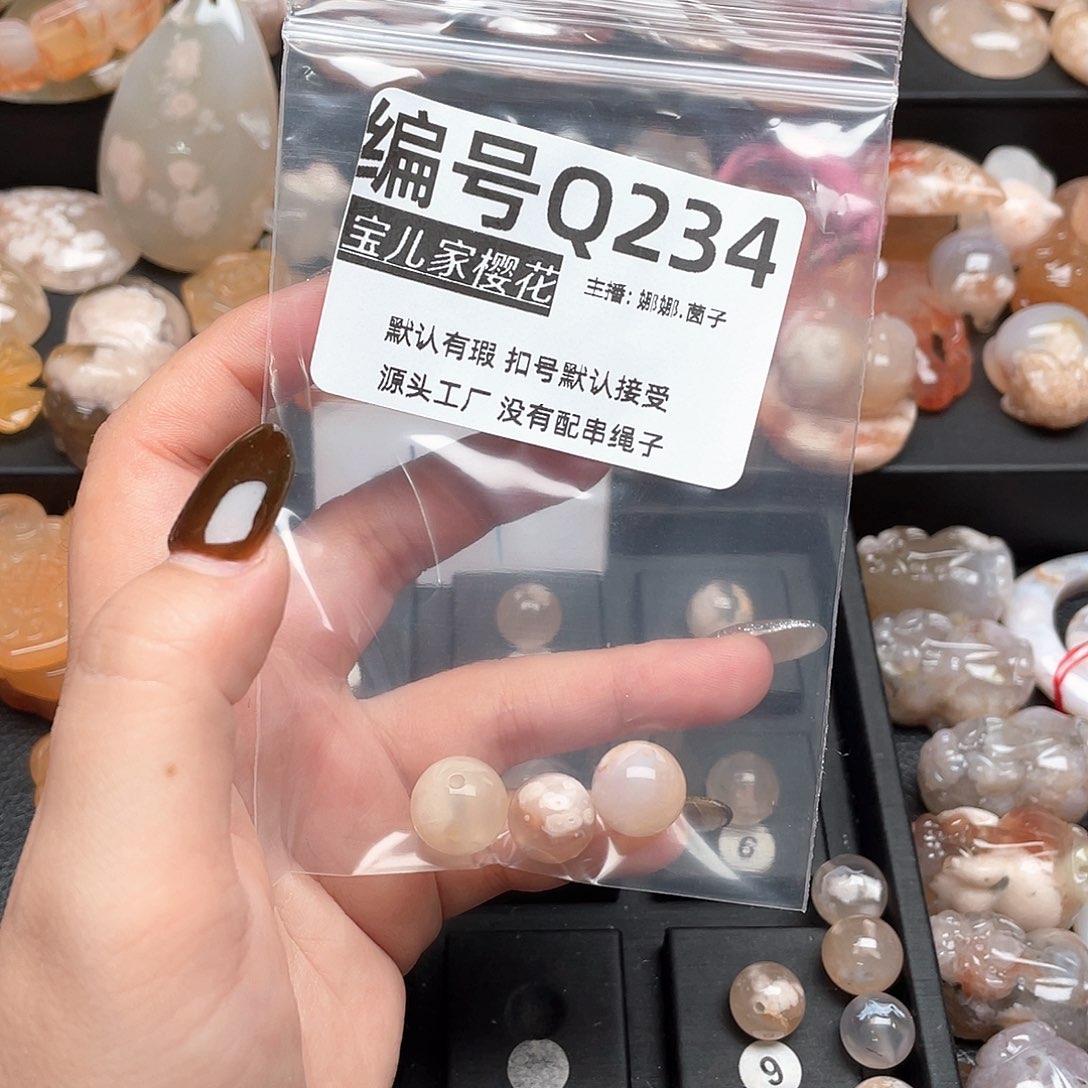 编号Q234
宝儿家樱花
主播：娜娜.茵子
默认有瑕 扣号默认接受
源头工厂 没有配串绳子
6
9